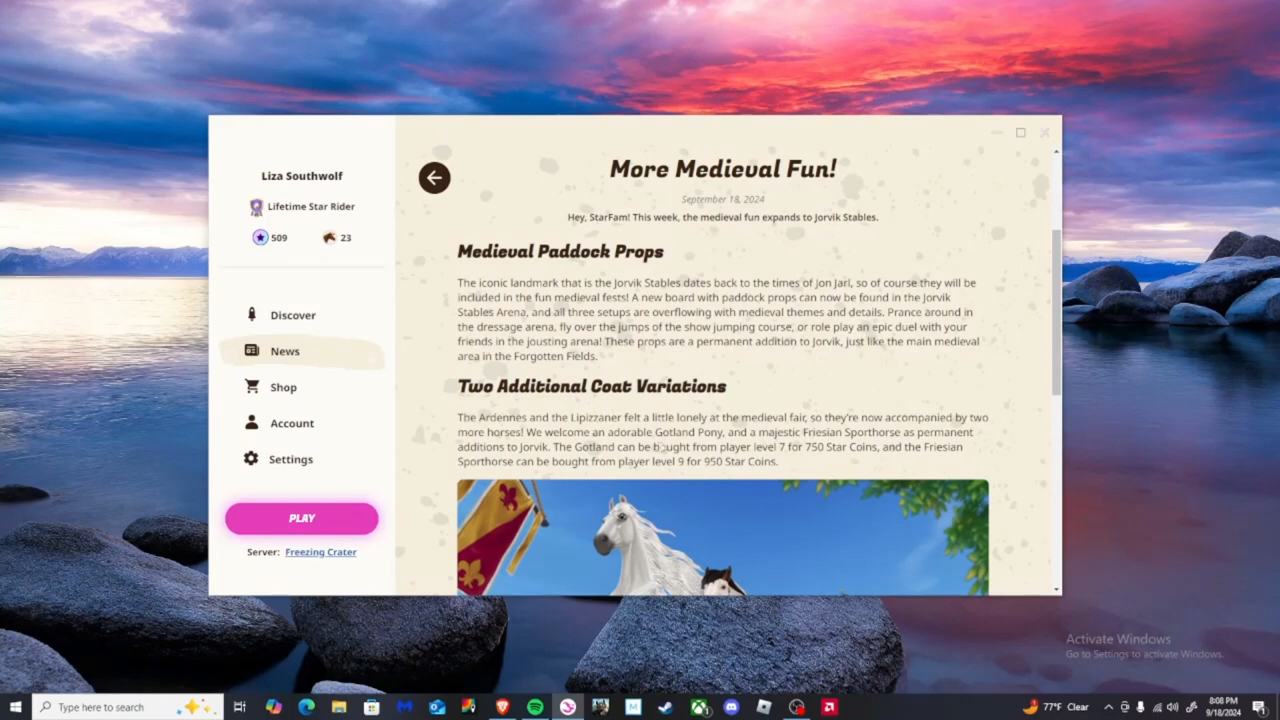 Liza Southwolf
Lifetime Star Rider
509 23
Discover
News
Shop
Account
Settings
PLAY
Server: Freezing Crater
More Medieval Fun!
September 18, 2024
Hey, StarFam! This week, the medieval fun expands to Jorvik Stables.
Medieval Paddock Props
The iconic landmark that is the Jorvik Stables dates back to the times of Jon Jarl, so of course they will be
included in the fun medieval fests! A new board with paddock props can now be found in the Jorvik
Stables Arena, and all three setups are overflowing with medieval themes and details. Prance around in
the dressage arena, fly over the jumps of the show jumping course, or role play an epic duel with your
friends in the jousting arena! These props are a permanent addition to Jorvik, just like the main medieval
area in the Forgotten Fields.
Two Additional Coat Variations
The Ardennes and the Lipizzaner felt a little lonely at the medieval fair, so they're now accompanied by two
more horses! We welcome an adorable Gotland Pony, and a majestic Friesian Sporthorse as permanent
additions to Jorvik. The Gotland can be bought from player level 7 for 750 Star Coins, and the Friesian
Sporthorse can be bought from player level 9 for 950 Star Coins.
Activate Windows
Go to Settings to activate Windows.
Type here to search
77°F Clear
8:08 PM
9/18/2024